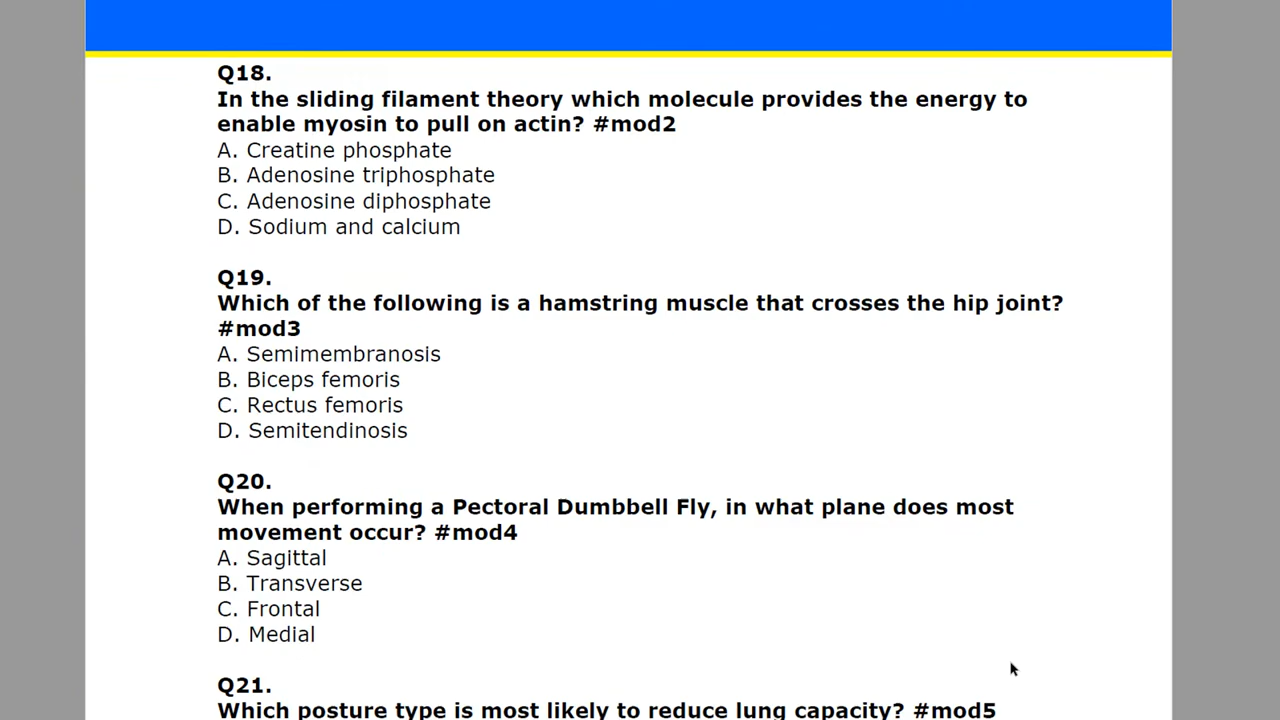 Q18.
In the sliding filament theory which molecule provides the energy to
enable myosin to pull on actin? #mod2
A. Creatine phosphate
B. Adenosine triphosphate
C. Adenosine diphosphate
D. Sodium and calcium
Q19.
Which of the following is a hamstring muscle that crosses the hip joint?
#mod3
A. Semimembranosis
B. Biceps femoris
C. Rectus femoris
D. Semitendinosis
Q20.
When performing a Pectoral Dumbbell Fly, in what plane does most
movement occur? #mod4
A. Sagittal
B. Transverse
C. Frontal
D. Medial
Q21.
Which posture type is most likely to reduce lung capacity? #mod5